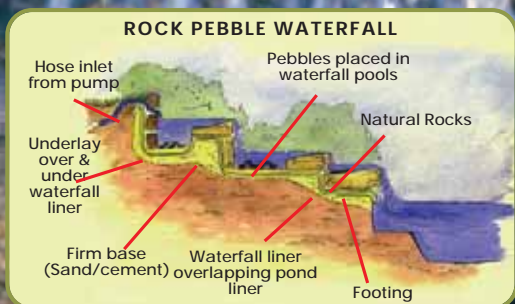 ROCK PEBBLE WATERFALL
Hose inlet
from pump
Pebbles placed in
waterfall pools
Natural Rocks
Underlay
over &
under
waterfall
liner
Firm base
(Sand/cement)
Waterfall liner
overlapping pond
liner
Footing